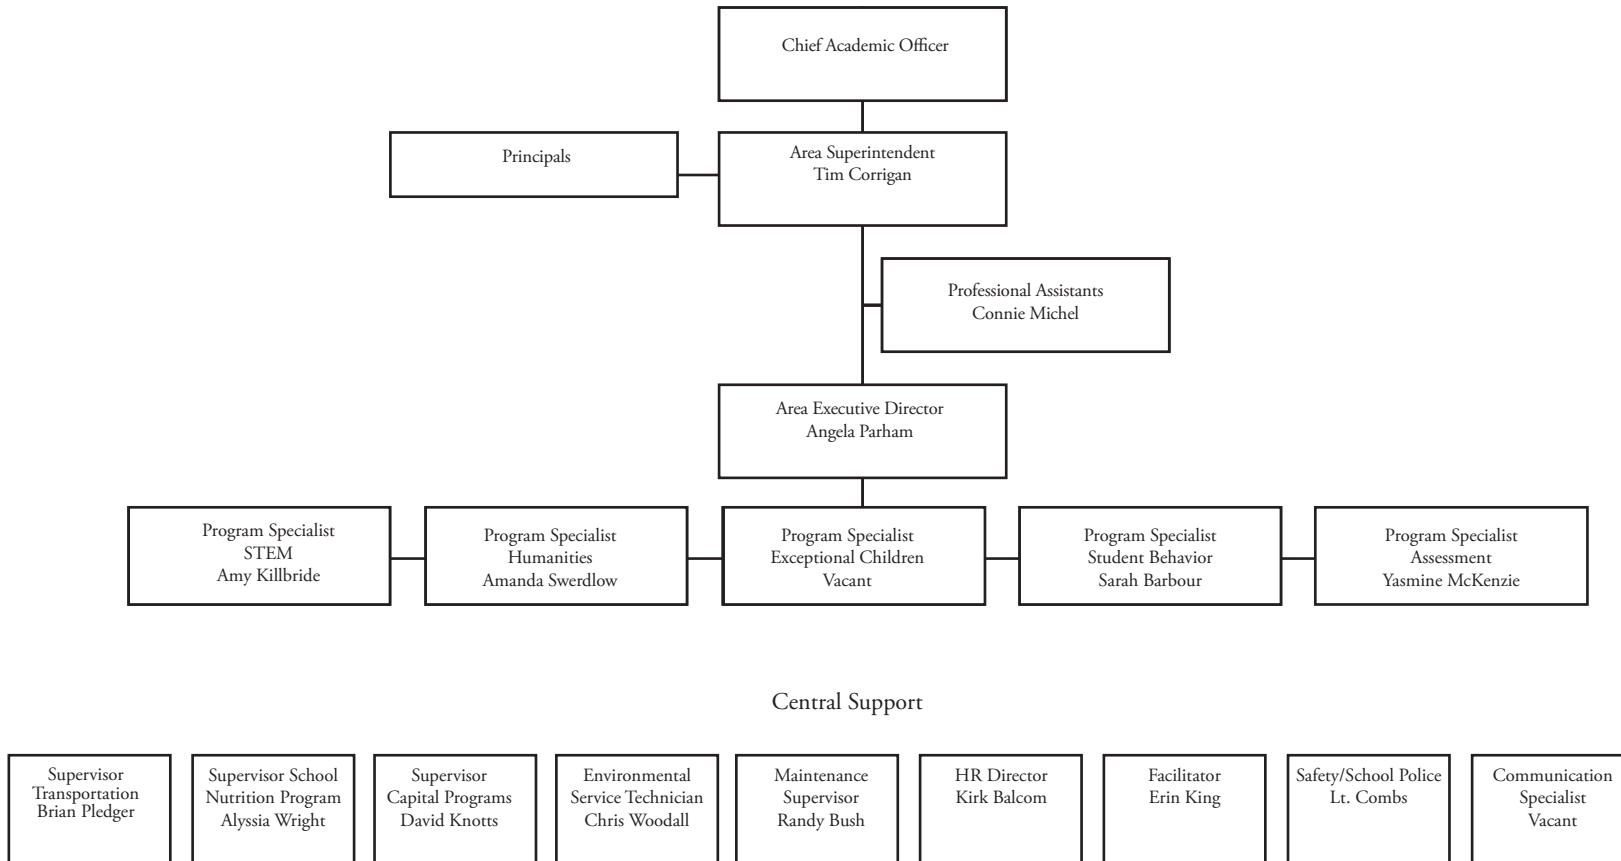 Chief Academic Officer
Principals
Area Superintendent
Tim Corrigan
Professional Assistants
Connie Michel
Area Executive Director
Angela Parham
Program Specialist
STEM
Amy Killbride
Program Specialist
Humanities
Amanda Swerdlow
Program Specialist
Exceptional Children
Vacant
Program Specialist
Student Behavior
Sarah Barbour
Program Specialist
Assessment
Yasmine McKenzie
Central Support
Supervisor
Transportation
Brian Pledger
Supervisor School
Nutrition Program
Alyssia Wright
Supervisor
Capital Programs
David Knotts
Environmental
Service Technician
Chris Woodall
Maintenance
Supervisor
Randy Bush
HR Director
Kirk Balcom
Facilitator
Erin King
Safety/School Police
Lt. Combs
Communication
Specialist
Vacant